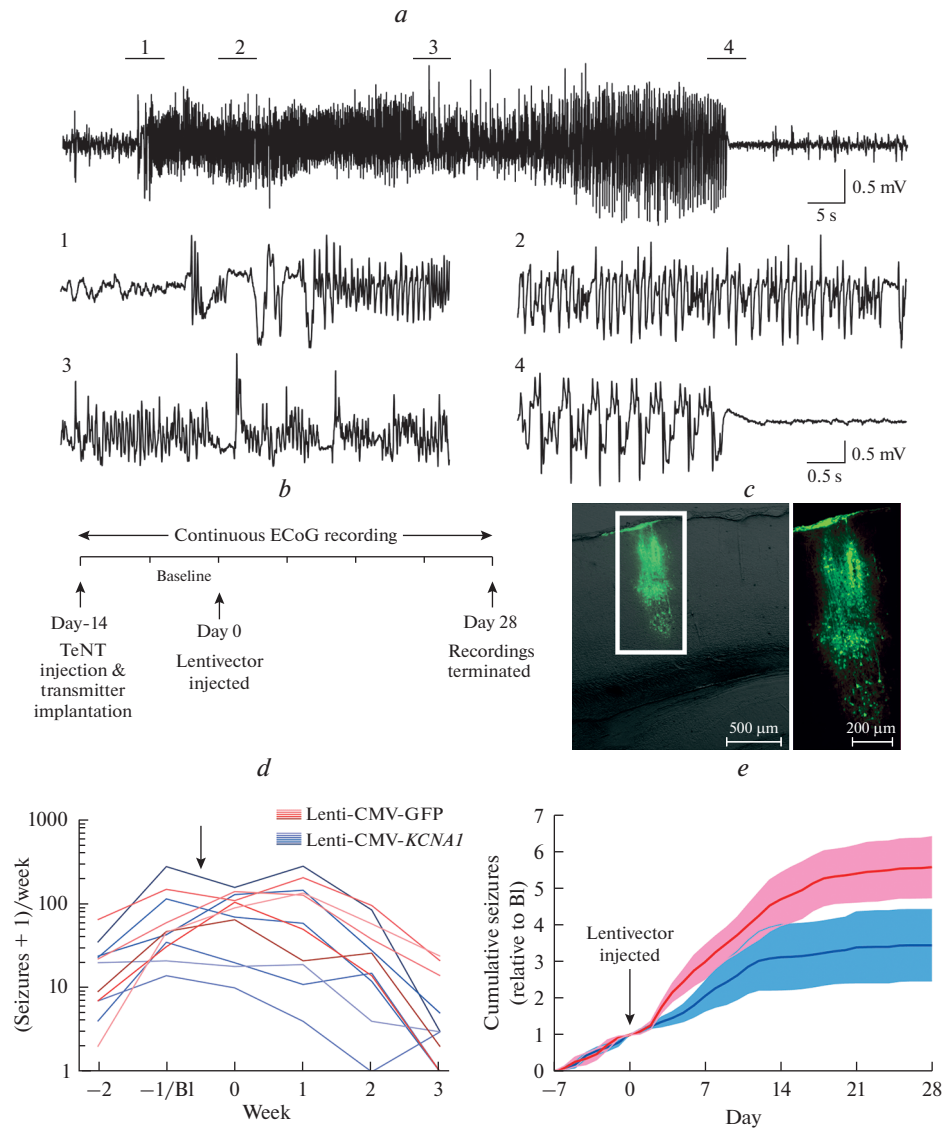 a
1 2 3 4
0.5 mV
5 s
1
2
3
4
0.5 mV
0.5 s
b
Continuous ECoG recording
Baseline
Day-14
TeNT
injection &
transmitter
implantation
Day 0
Lentivector
injected
Day 28
Recordings
terminated
c
500 µm
200 µm
d
1000
100
10
1
(Seizures + 1)/week
Lenti-CMV-GFP
Lenti-CMV-KCNA1
−2 −1/Bl 0 1 2 3
Week
e
7
6
5
4
3
2
1
0
Cumulative seizures
(relative to Bl)
Lentivector
injected
−7 0 7 14 21 28
Day